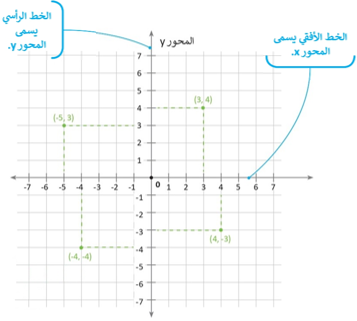 الخط الرأسي
يسمى
المحور y.
المحور y
الخط الأفقي يسمى
المحور x.
7
6
5
4
3
2
1
(3, 4)
(-5, 3)
-7 -6 -5 -4 -3 -2 -1 0 1 2 3 4 5 6 7
-1
-2
-3
-4
-5
-6
-7
(4, -3)
(-4, -4)